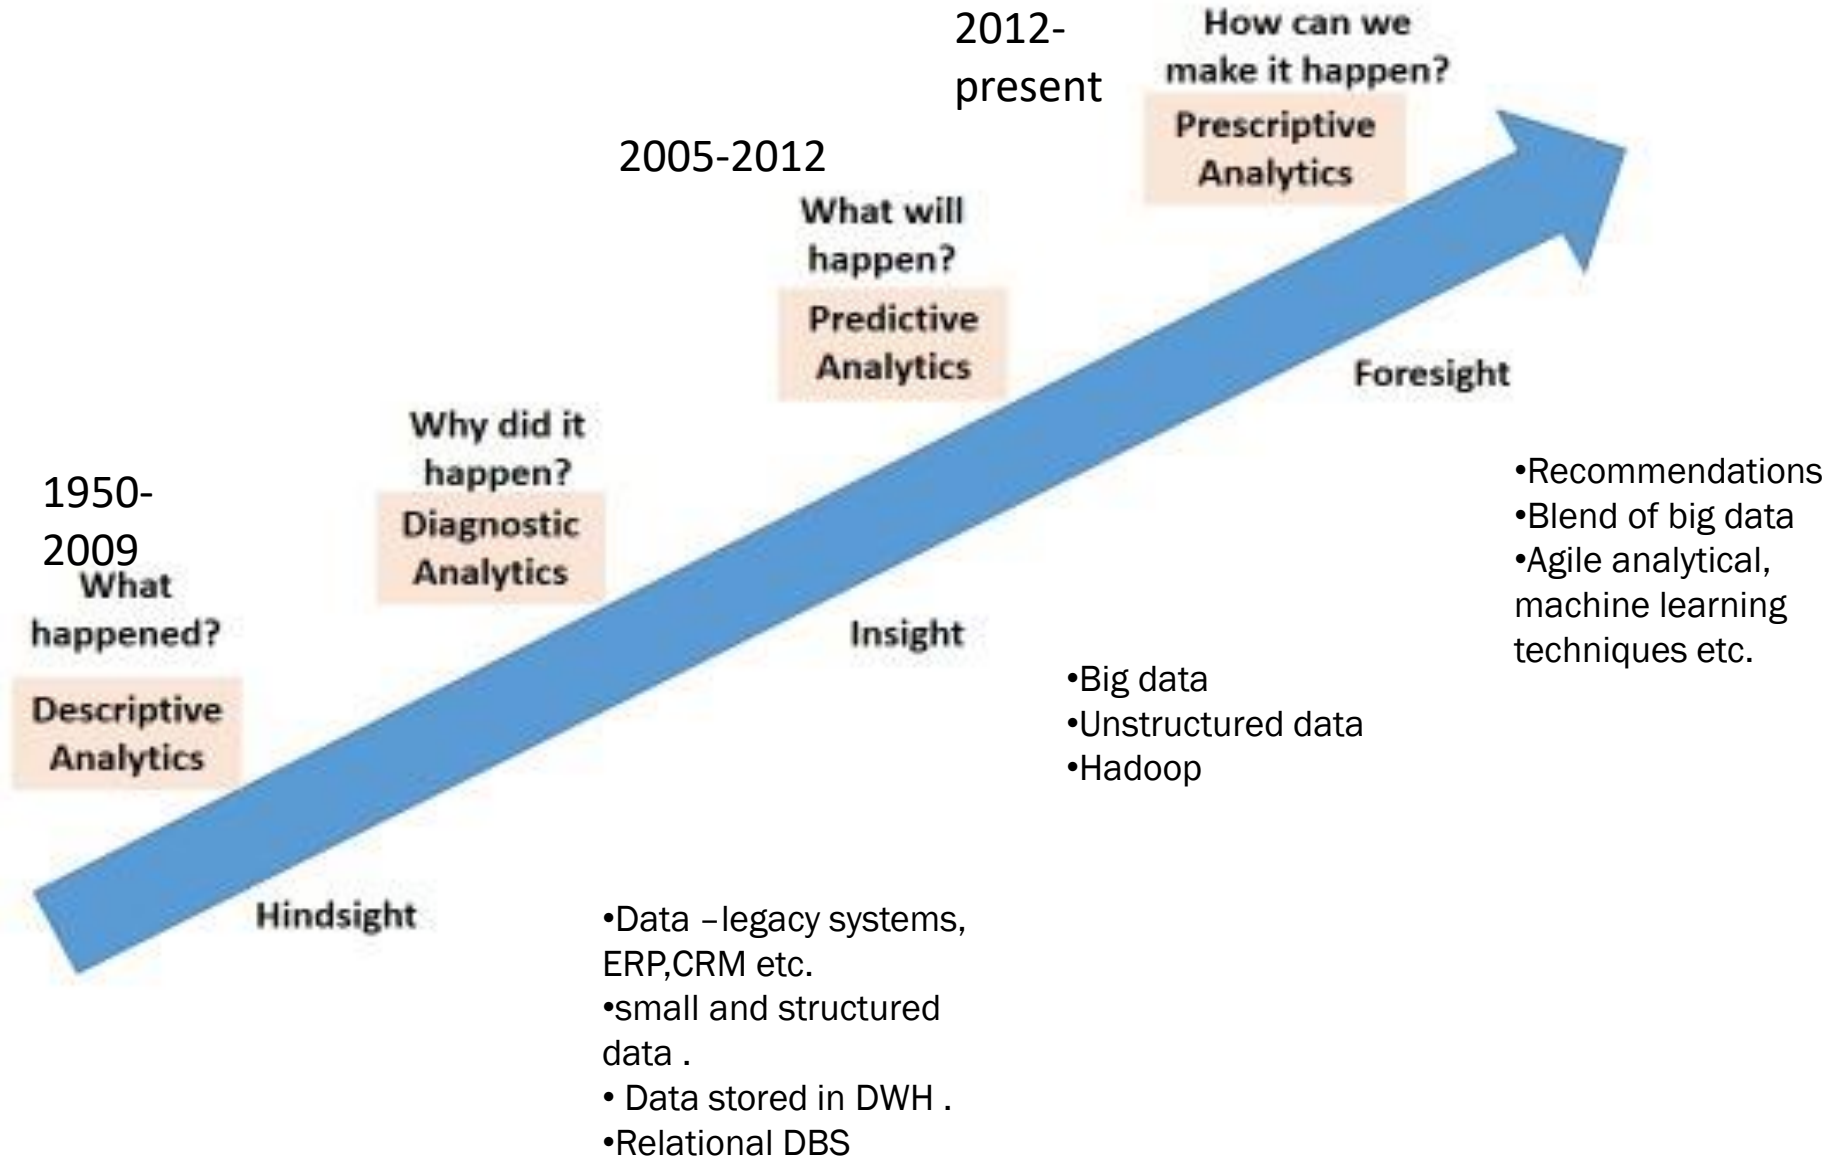 2012-
present
How can we
make it happen?
Prescriptive
Analytics
2005-2012
What will
happen?
Predictive
Analytics
Foresight
Why did it
happen?
Diagnostic
Analytics
1950-
2009
What
happened?
Descriptive
Analytics
Insight
•Recommendations
•Blend of big data
•Agile analytical,
machine learning
techniques etc.
•Big data
•Unstructured data
•Hadoop
Hindsight
•Data –legacy systems,
ERP,CRM etc.
•small and structured
data .
• Data stored in DWH .
•Relational DBS